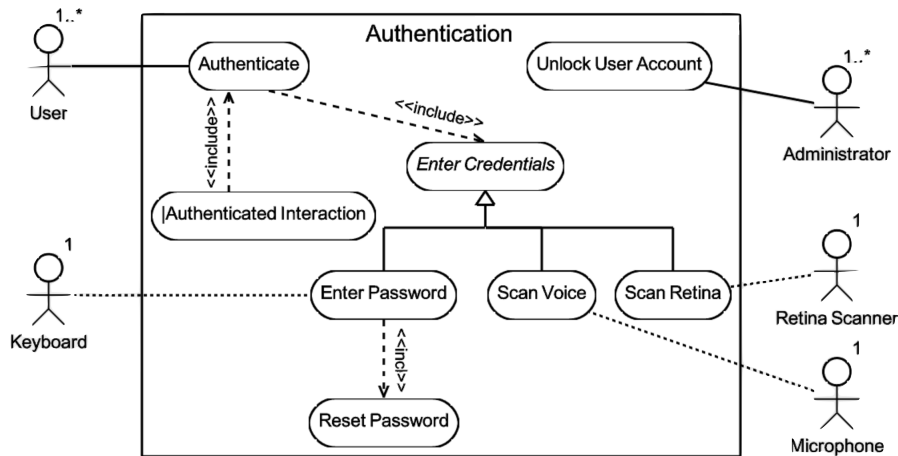 1..*
Authentication
Authenticate
Unlock User Account
1..*
User
<<include>>
<<include>>
Enter Credentials
Administrator
|Authenticated Interaction
1
1
Enter Password
Scan Voice
Scan Retina
Keyboard
Retina Scanner
<<incl>>
1
Reset Password
Microphone